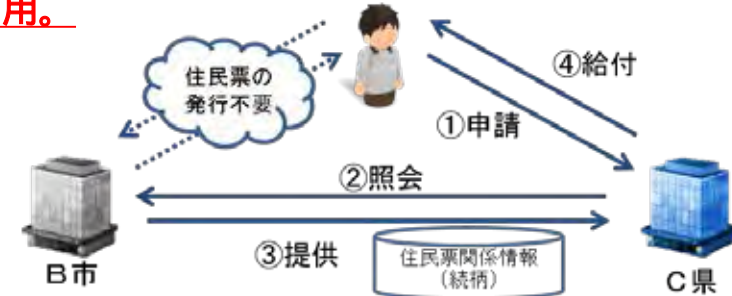 用。
住民票の
発行不要
④給付
①申請
②照会
③提供
住民票関係情報
(続柄)
B市
C県